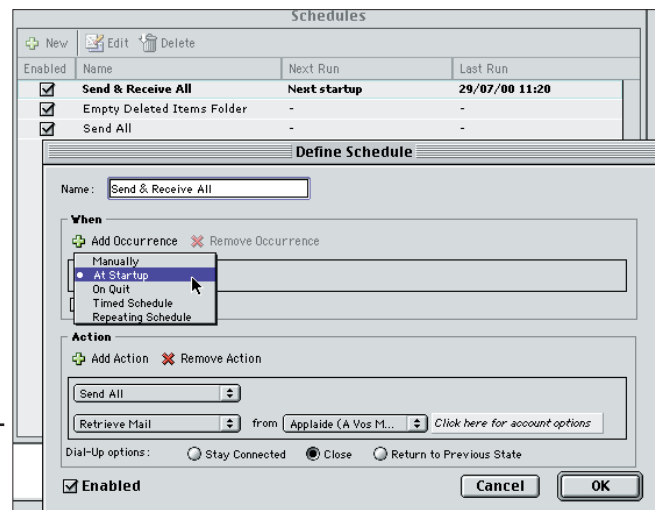 Schedules
New Edit Delete
Enabled Name Next Run Last Run
Send & Receive All Next startup 29/07/00 11:20
Empty Deleted Items Folder - -
Send All - -
Define Schedule
Name: Send & Receive All
When
Add Occurrence Remove Occurrence
Manually
At Startup
On Quit
Timed Schedule
Repeating Schedule
Action
Add Action Remove Action
Send All
Retrieve Mail from Applaide (A Vos M... Click here for account options
Dial-Up options: Stay Connected Close Return to Previous State
Enabled Cancel OK